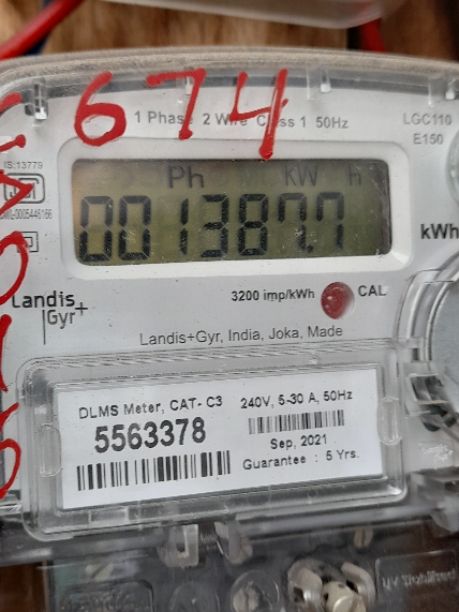 674
1 Phase 2 Wire Class 1 50Hz
LGC110
E150
IS:13779
Ph kW h
001387.7
kWh
3200 imp/kWh CAL
Landis
Gyr+
Landis+Gyr, India, Joka, Made
DLMS Meter, CAT- C3
5563378
240V, 5-30 A, 50Hz
Sep, 2021
Guarantee : 5 Yrs.